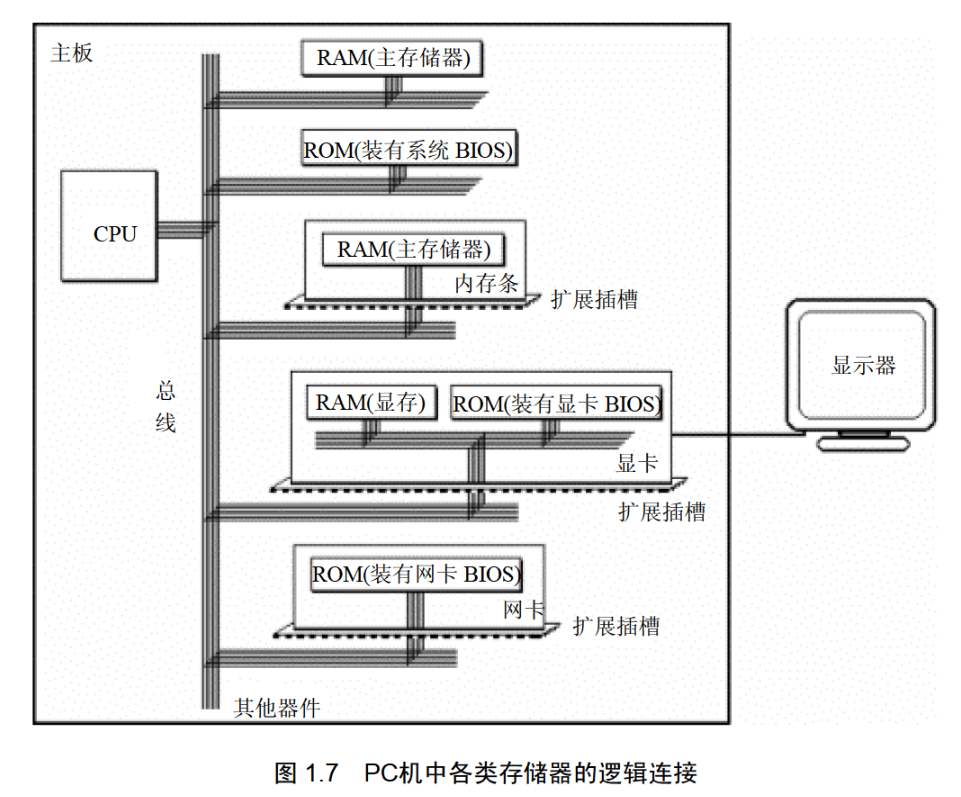 主板
RAM(主存储器)
ROM(装有系统 BIOS)
CPU
RAM(主存储器)
内存条
扩展插槽
显示器
总
线
RAM(显存)
ROM(装有显卡 BIOS)
显卡
扩展插槽
ROM(装有网卡 BIOS)
网卡
扩展插槽
其他器件
图 1.7 PC机中各类存储器的逻辑连接